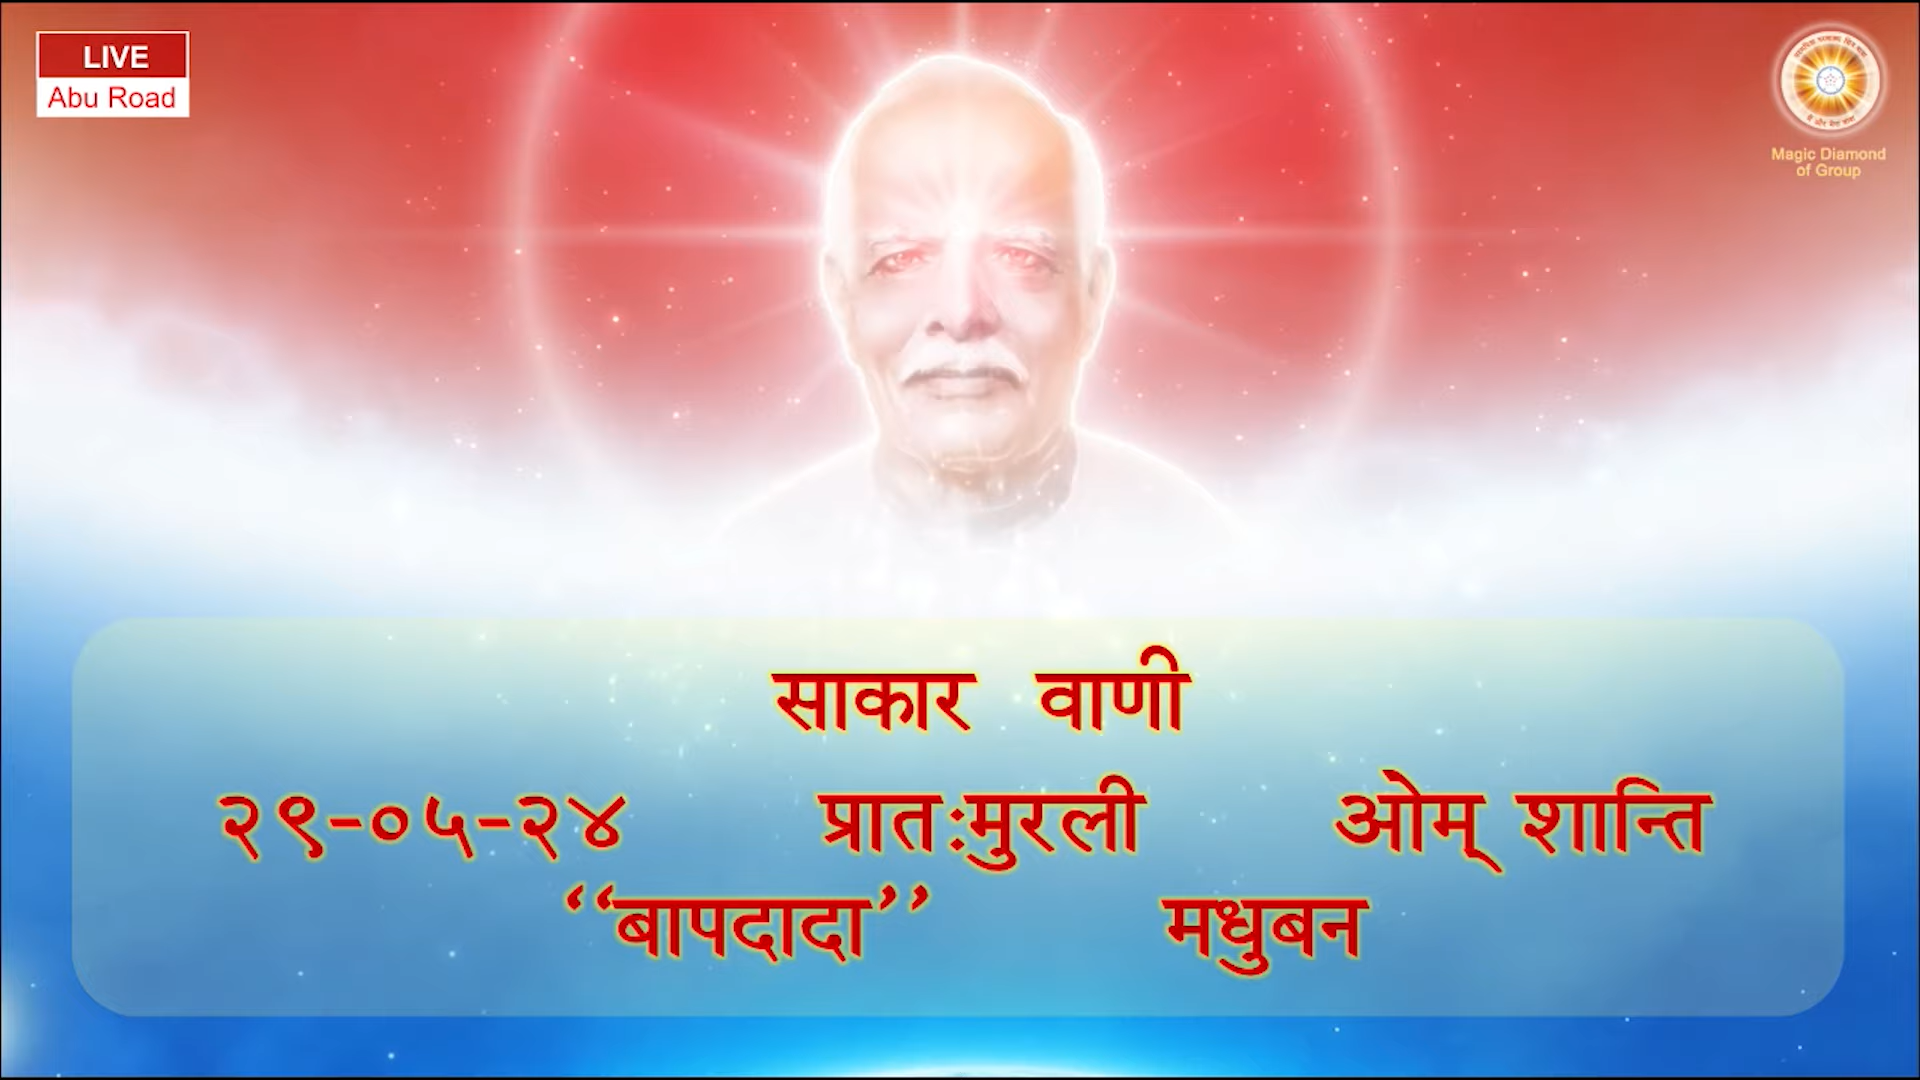 LIVE
Abu Road
Magic Diamond
of Group
साकार वाणी
२९-०५-२४ प्रातःमुरली ओम् शान्ति
‘‘बापदादा’’ मधुबन